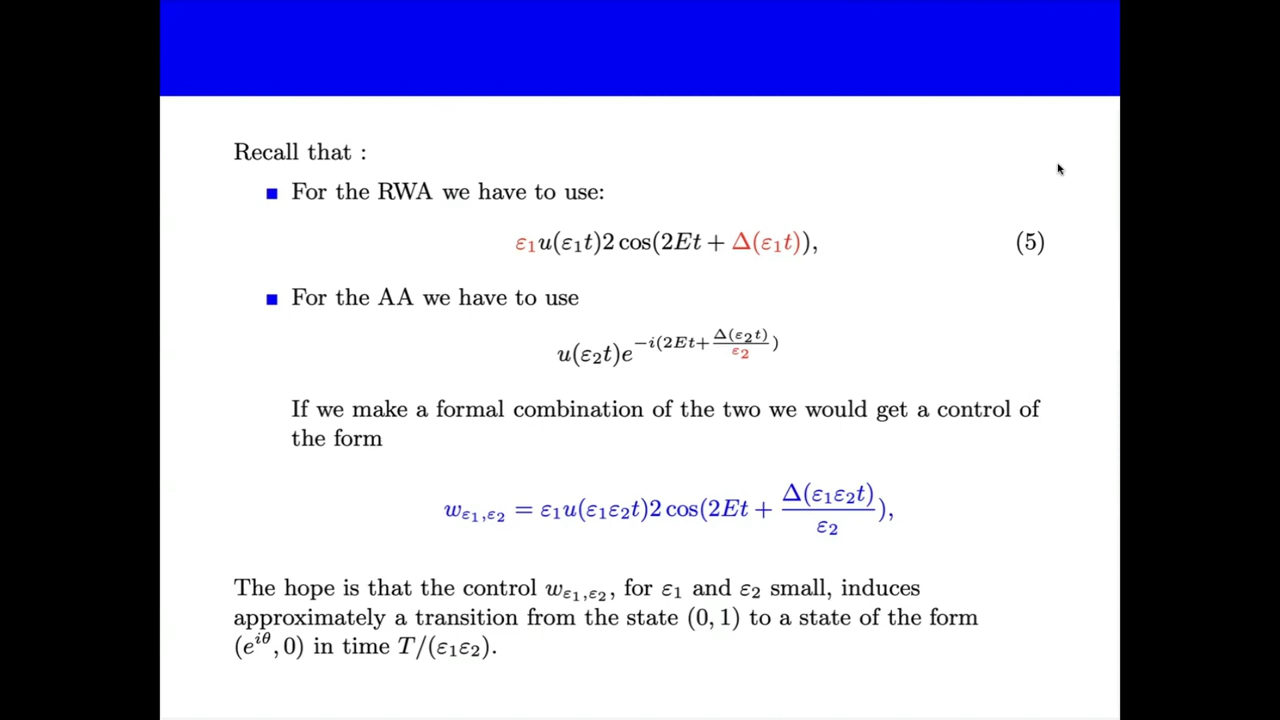 Recall that :
■ For the RWA we have to use:
ε₁u(ε₁t)2 cos(2Et + Δ(ε₁t)), (5)
■ For the AA we have to use
u(ε₂t)e^{−i(2Et+\frac{Δ(ε₂t)}{ε₂})}
If we make a formal combination of the two we would get a control of
the form
w_{ε₁,ε₂} = ε₁u(ε₁ε₂t)2 cos(2Et + \frac{Δ(ε₁ε₂t)}{ε₂}),
The hope is that the control w_{ε₁,ε₂}, for ε₁ and ε₂ small, induces
approximately a transition from the state (0, 1) to a state of the form
(e^{iθ}, 0) in time T/(ε₁ε₂).